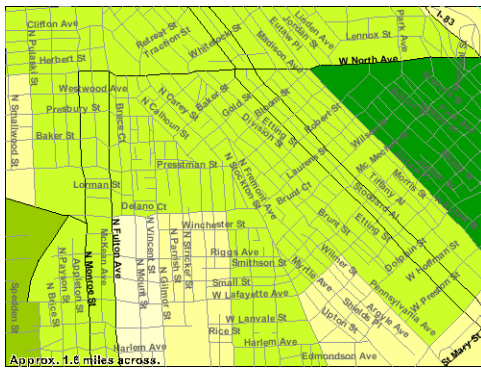 Clifton Ave
N Pulaski St
Herbert St
Retreat St
Tracton St
Whitelock St
Linden Ave
Jordan St
Eutaw Pl
Madison Ave
Lennox St
Park Ave
I-83
W North Ave
Westwood Ave
Presbury St
N Smallwood St
Baker St
Bruce Ct
N Carey St
N Calhoun St
Baker St
Gold St
Bloom St
Etting St
Division St
Robert St
Wilson
Mc Mechen
Morris St
Tiffany Al
Stoddard Al
Laurens St
Presstman St
N Stockton St
N Fremont Ave
Brunt Ct
Brunt St
Etting St
Lorman St
Delano Ct
Dolphin St
W Hoffman St
W Preston St
Pennsylvania Ave
Winchester St
Riggs Ave
Smithson St
Small St
W Lafayette Ave
W Lanvale St
Rice St
Harlem Ave
Harlem Ave
Myrtle Ave
Wilmer St
Argyle Ave
Shields Pl
Upton St
Edmondson Ave
St Mary St
N Fulton Ave
N Monroe St
McKean Ave
N Vincent St
N Mount St
N Gilmor St
N Parrish St
N Stricker St
Appleton St
N Payson St
N Brice St
Spedden St
Approx. 1.6 miles across.